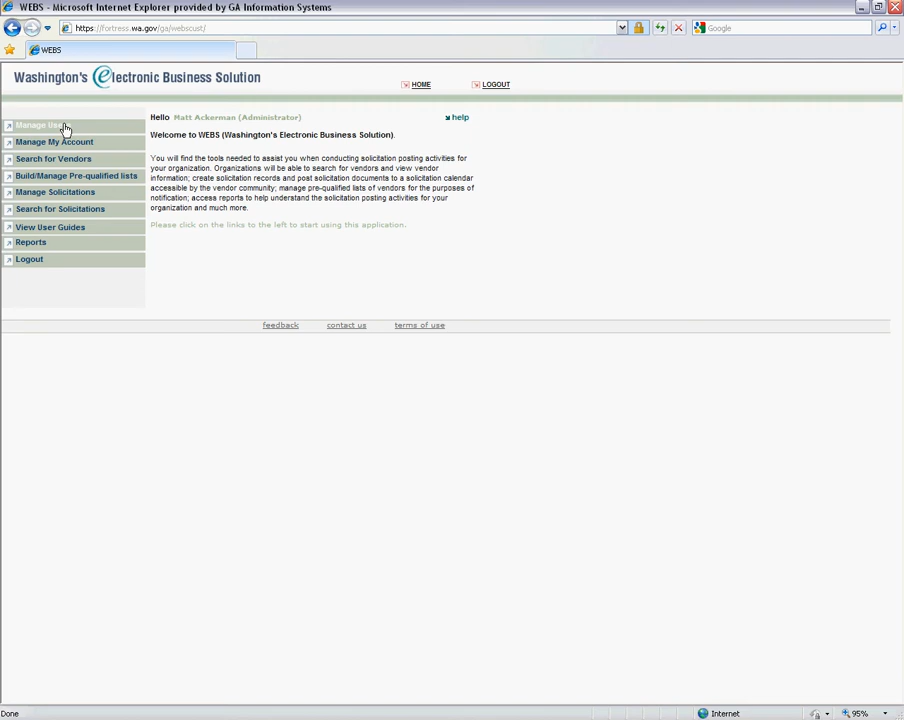 WEBS - Microsoft Internet Explorer provided by GA Information Systems
https://fortress.wa.gov/ga/webscust/
Google
WEBS
Washington's electronic Business Solution
HOME
LOGOUT
Manage
Manage My Account
Search for Vendors
Build/Manage Pre-qualified lists
Manage Solicitations
Search for Solicitations
View User Guides
Reports
Logout
Hello Matt Ackerman (Administrator)
help
Welcome to WEBS (Washington's Electronic Business Solution).
You will find the tools needed to assist you when conducting solicitation posting activities for
your organization. Organizations will be able to search for vendors and view vendor
information; create solicitation records and post solicitation documents to a solicitation calendar
accessible by the vendor community; manage pre-qualified lists of vendors for the purposes of
notification; access reports to help understand the solicitation posting activities for your
organization and much more.
Please click on the links to the left to start using this application.
feedback contact us terms of use
Done
Internet
95%